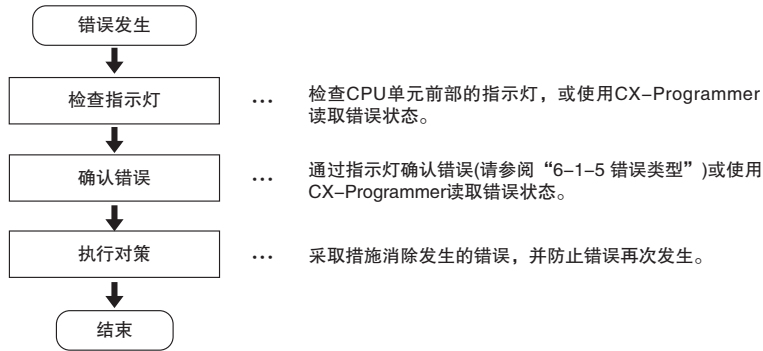 错误发生
检查指示灯
… 检查CPU单元前部的指示灯，或使用CX-Programmer
读取错误状态。
确认错误
… 通过指示灯确认错误(请参阅“6-1-5 错误类型”)或使用
CX-Programmer读取错误状态。
执行对策
… 采取措施消除发生的错误，并防止错误再次发生。
结束